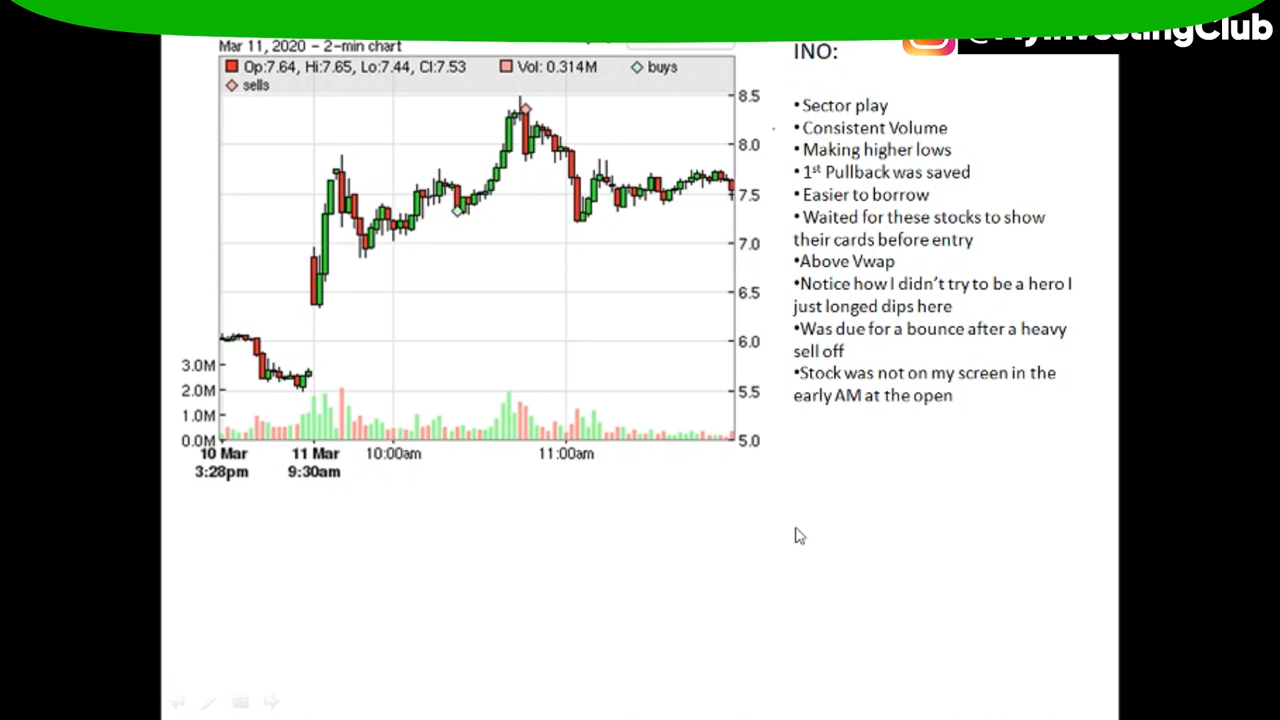 @MyInvestingClub
Mar 11, 2020 - 2-min chart
Op:7.64, Hi:7.65, Lo:7.44, Cl:7.53 Vol: 0.314M buys
sells
8.5
8.0
7.5
7.0
6.5
6.0
5.5
5.0
3.0M
2.0M
1.0M
0.0M
10 Mar 11 Mar 10:00am 11:00am
3:28pm 9:30am
INO:
•Sector play
•Consistent Volume
•Making higher lows
•1st Pullback was saved
•Easier to borrow
•Waited for these stocks to show
their cards before entry
•Above Vwap
•Notice how I didn't try to be a hero I
just longed dips here
•Was due for a bounce after a heavy
sell off
•Stock was not on my screen in the
early AM at the open